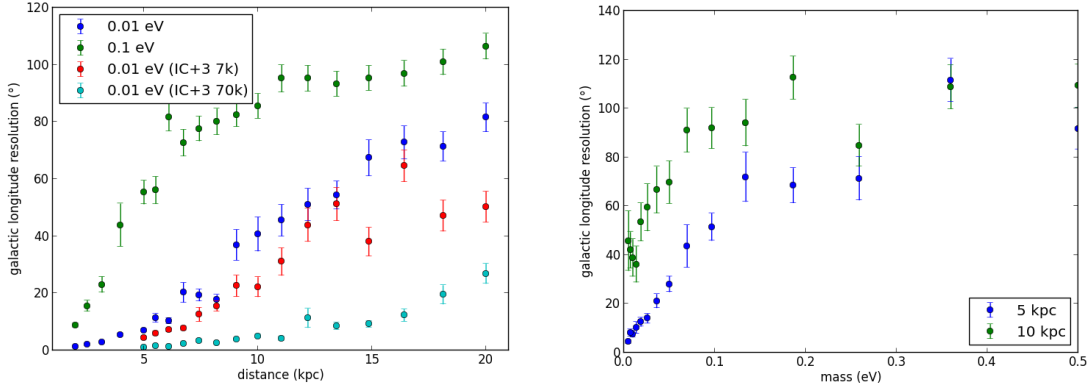 120
100
80
60
40
20
0
galactic longitude resolution (°)
0.01 eV
0.1 eV
0.01 eV (IC+3 7k)
0.01 eV (IC+3 70k)
5
10
15
20
distance (kpc)
140
120
100
80
60
40
20
0
galactic longitude resolution (°)
5 kpc
10 kpc
0.0
0.1
0.2
0.3
0.4
0.5
mass (eV)